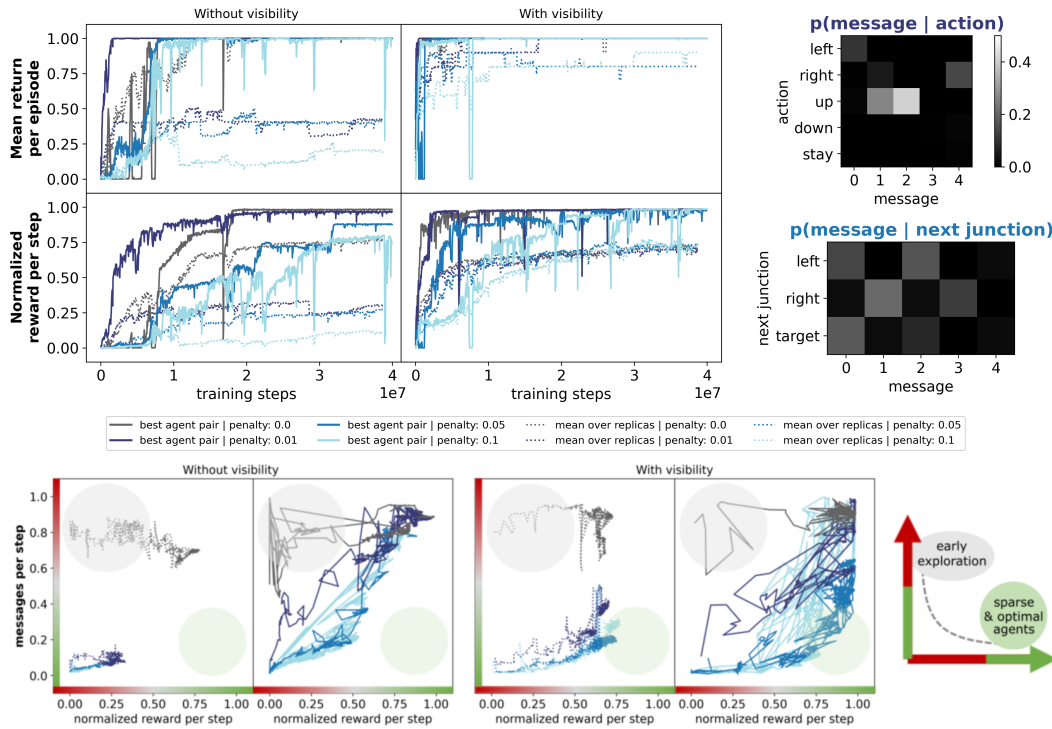 Without visibility
With visibility
Mean return
per episode
1.00
0.75
0.50
0.25
0.00
Normalized
reward per step
1.00
0.75
0.50
0.25
0.00
0 1 2 3 4
1e7
training steps
0 1 2 3 4
1e7
training steps
p(message | action)
action
left
right
up
down
stay
0 1 2 3 4
message
0.4
0.2
0.0
p(message | next junction)
next junction
left
right
target
0 1 2 3 4
message
best agent pair | penalty: 0.0
best agent pair | penalty: 0.05
mean over replicas | penalty: 0.0
mean over replicas | penalty: 0.05
best agent pair | penalty: 0.01
best agent pair | penalty: 0.1
mean over replicas | penalty: 0.01
mean over replicas | penalty: 0.1
Without visibility
With visibility
messages per step
1.0
0.8
0.6
0.4
0.2
0.0
0.00 0.25 0.50 0.75 1.00
normalized reward per step
0.00 0.25 0.50 0.75 1.00
normalized reward per step
0.00 0.25 0.50 0.75 1.00
normalized reward per step
0.00 0.25 0.50 0.75 1.00
normalized reward per step
early
exploration
sparse
& optimal
agents